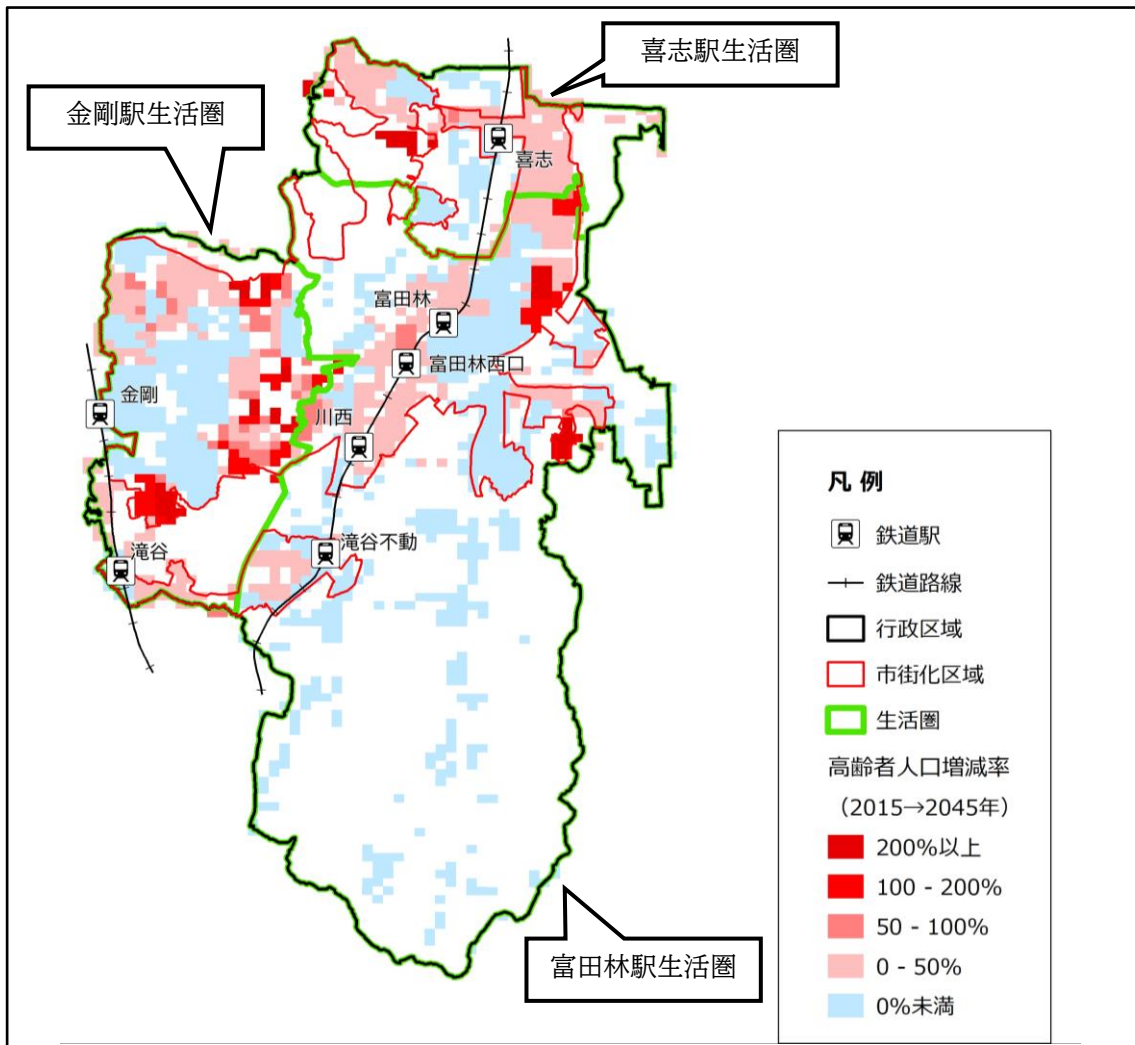 喜志駅生活圏
金剛駅生活圏
喜志
富田林
富田林西口
金剛
川西
滝谷不動
滝谷
富田林駅生活圏
凡 例
鉄道駅
鉄道路線
行政区域
市街化区域
生活圏
高齢者人口増減率
（2015→2045年）
200%以上
100 - 200%
50 - 100%
0 - 50%
0%未満